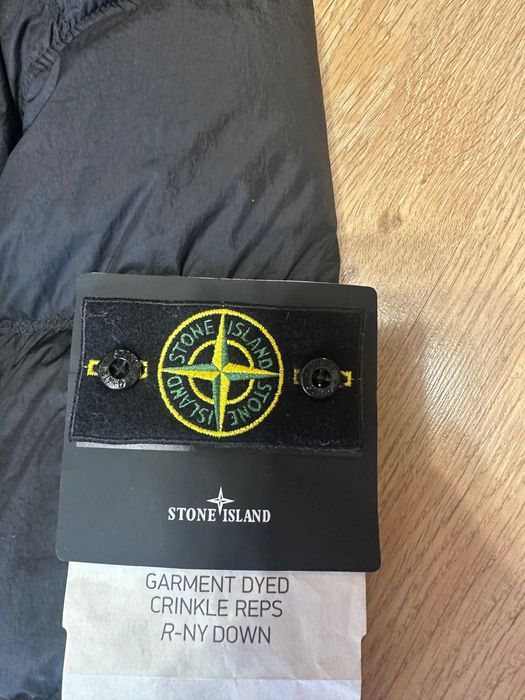 STONE ISLAND
STONE ISLAND
STONE ISLAND
GARMENT DYED
CRINKLE REPS
R-NY DOWN